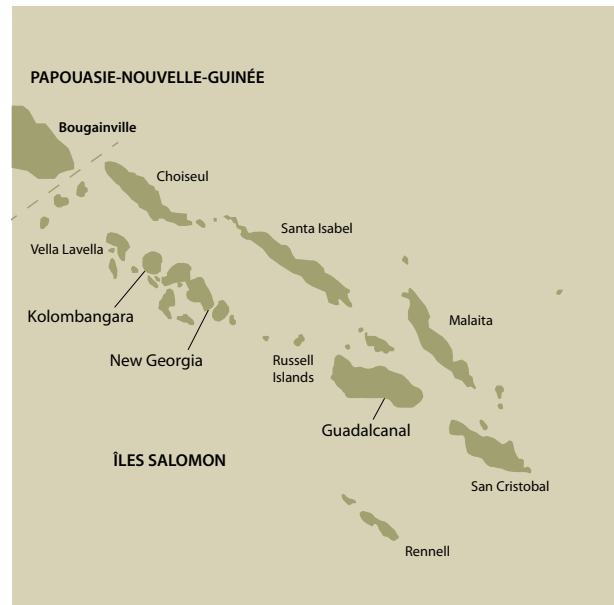 PAPOUASIE-NOUVELLE-GUINÉE
Bougainville
Choiseul
Santa Isabel
Vella Lavella
Kolombangara
Malaita
New Georgia
Russell
Islands
Guadalcanal
ÎLES SALOMON
San Cristobal
Rennell